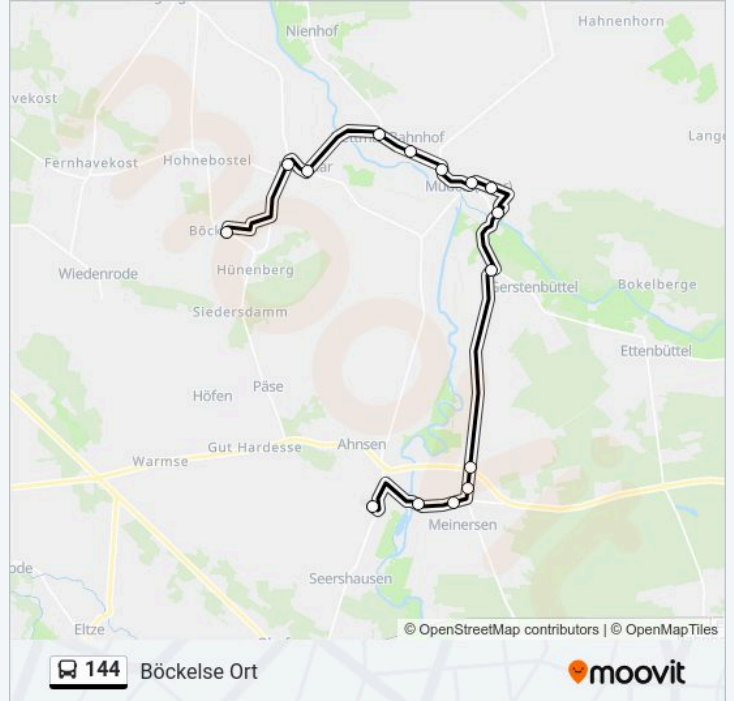 Hahnenhorn
Nienhof
vekost
Bahnhof
Lange
Fernhavekost
Hohnebostel
Böck
Wiedenrode
Hünenberg
Gerstenbüttel
Bokelberge
Siedersdamm
Ettenbüttel
Päse
Höfen
Ahnsen
Gut Hardesse
Warmse
Meinersen
Seershausen
Eltze
© OpenStreetMap contributors | © OpenMapTiles
144 Böckelse Ort
moovit